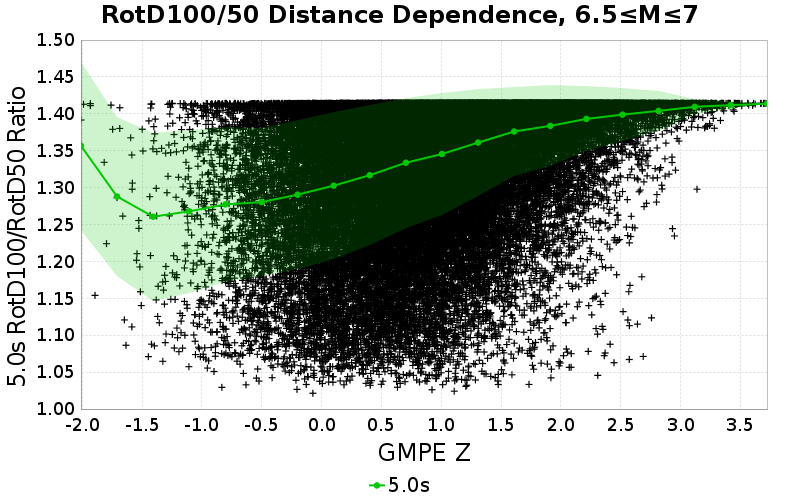 RotD100/50 Distance Dependence, 6.5≤M≤7
5.0s RotD100/RotD50 Ratio
1.50
1.45
1.40
1.35
1.30
1.25
1.20
1.15
1.10
1.05
1.00
-2.0 -1.5 -1.0 -0.5 0.0 0.5 1.0 1.5 2.0 2.5 3.0 3.5
GMPE Z
5.0s